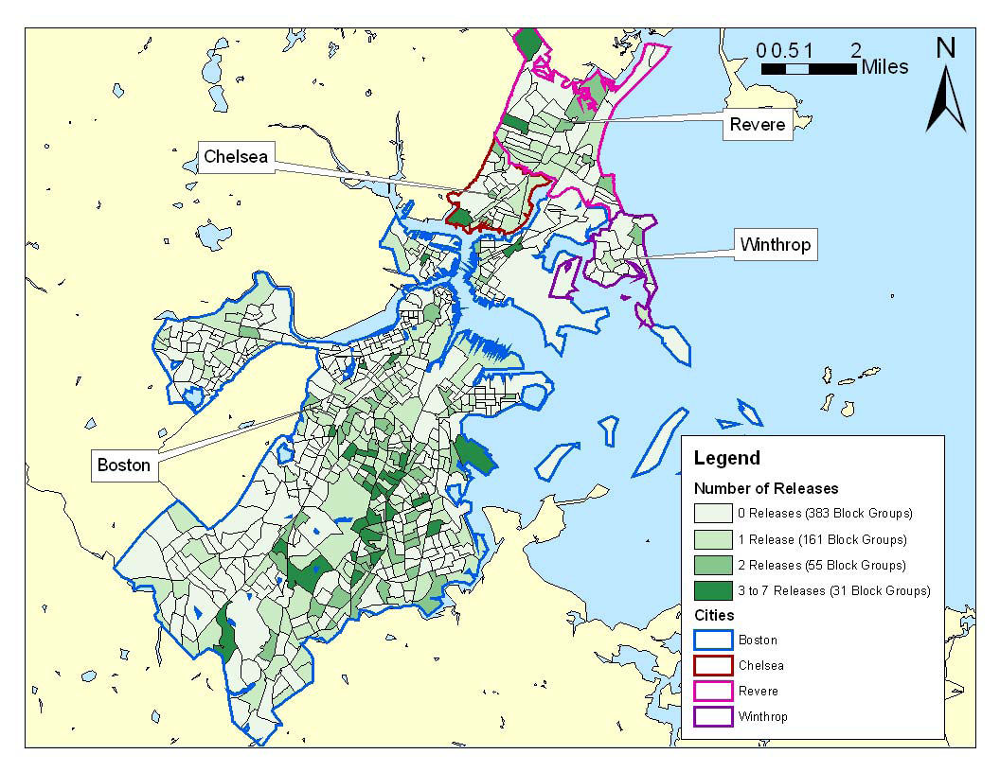 0 0.5 1 2
Miles
N
Revere
Chelsea
Winthrop
Boston
Legend
Number of Releases
0 Releases (383 Block Groups)
1 Release (161 Block Groups)
2 Releases (55 Block Groups)
3 to 7 Releases (31 Block Groups)
Cities
Boston
Chelsea
Revere
Winthrop